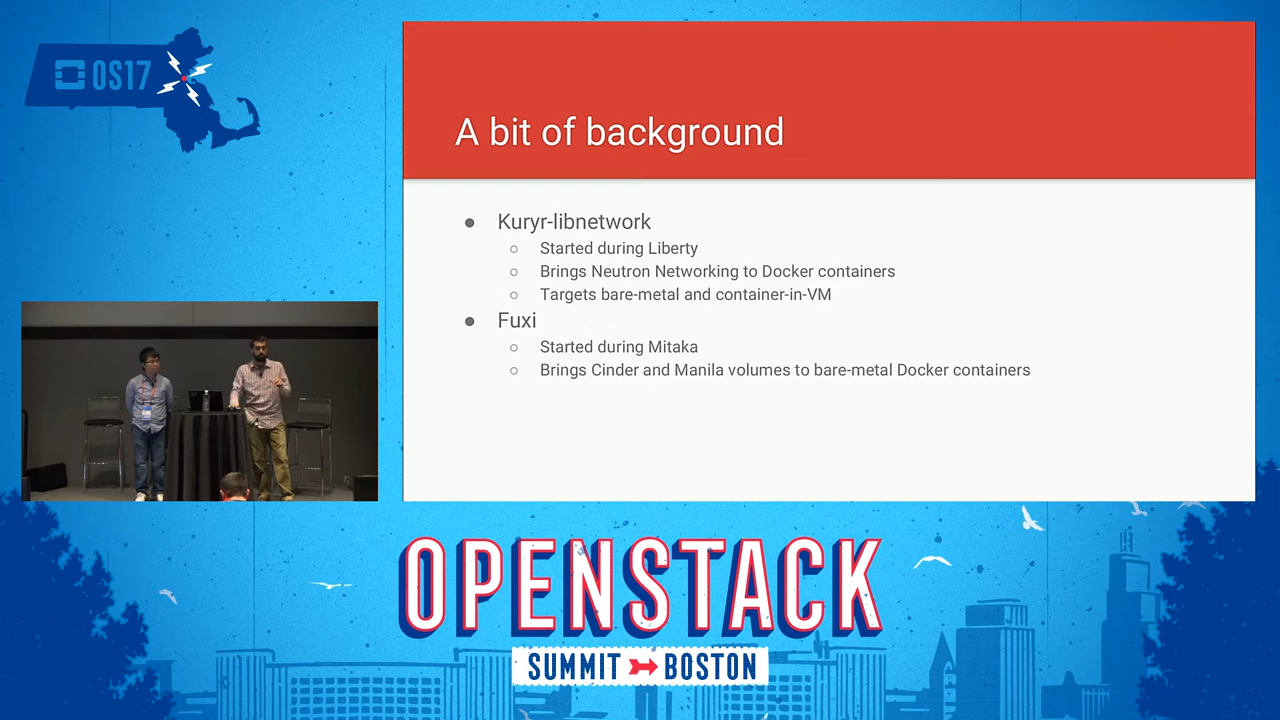 OS17
A bit of background
● Kuryr-libnetwork
○ Started during Liberty
○ Brings Neutron Networking to Docker containers
○ Targets bare-metal and container-in-VM
● Fuxi
○ Started during Mitaka
○ Brings Cinder and Manila volumes to bare-metal Docker containers
OPENSTACK
SUMMIT BOSTON